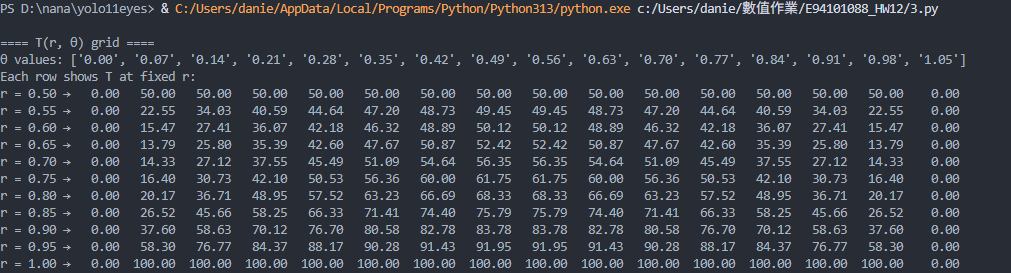 PS D:\nana\yolo11eyes> & C:/Users/danie/AppData/Local/Programs/Python/Python313/python.exe c:/Users/danie/數值作業/E94101088_HW12/3.py
==== T(r, θ) grid ====
θ values: ['0.00', '0.07', '0.14', '0.21', '0.28', '0.35', '0.42', '0.49', '0.56', '0.63', '0.70', '0.77', '0.84', '0.91', '0.98', '1.05']
Each row shows T at fixed r:
r = 0.50 → 0.00 50.00 50.00 50.00 50.00 50.00 50.00 50.00 50.00 50.00 50.00 50.00 50.00 50.00 50.00 0.00
r = 0.55 → 0.00 22.55 34.03 40.59 44.64 47.20 48.73 49.45 49.45 48.73 47.20 44.64 40.59 34.03 22.55 0.00
r = 0.60 → 0.00 15.47 27.41 36.07 42.18 46.32 48.89 50.12 50.12 48.89 46.32 42.18 36.07 27.41 15.47 0.00
r = 0.65 → 0.00 13.79 25.80 35.39 42.60 47.67 50.87 52.42 52.42 50.87 47.67 42.60 35.39 25.80 13.79 0.00
r = 0.70 → 0.00 14.33 27.12 37.55 45.49 51.09 54.64 56.35 56.35 54.64 51.09 45.49 37.55 27.12 14.33 0.00
r = 0.75 → 0.00 16.40 30.73 42.10 50.53 56.36 60.00 61.75 61.75 60.00 56.36 50.53 42.10 30.73 16.40 0.00
r = 0.80 → 0.00 20.17 36.71 48.95 57.52 63.23 66.69 68.33 68.33 66.69 63.23 57.52 48.95 36.71 20.17 0.00
r = 0.85 → 0.00 26.52 45.66 58.25 66.33 71.41 74.40 75.79 75.79 74.40 71.41 66.33 58.25 45.66 26.52 0.00
r = 0.90 → 0.00 37.60 58.63 70.12 76.70 80.58 82.78 83.78 83.78 82.78 80.58 76.70 70.12 58.63 37.60 0.00
r = 0.95 → 0.00 58.30 76.77 84.37 88.17 90.28 91.43 91.95 91.95 91.43 90.28 88.17 84.37 76.77 58.30 0.00
r = 1.00 → 0.00 100.00 100.00 100.00 100.00 100.00 100.00 100.00 100.00 100.00 100.00 100.00 100.00 100.00 100.00 0.00